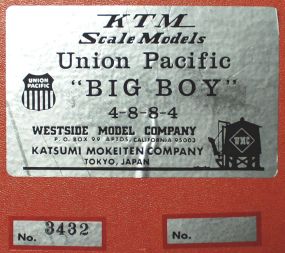 KTM
Scale Models
Union Pacific
UNION
PACIFIC
"BIG BOY"
4-8-8-4
WESTSIDE MODEL COMPANY
P. O. BOX 99 APTOS, CALIFORNIA 95003
KATSUMI MOKEITEN COMPANY
TOKYO, JAPAN
No. 3432
No.